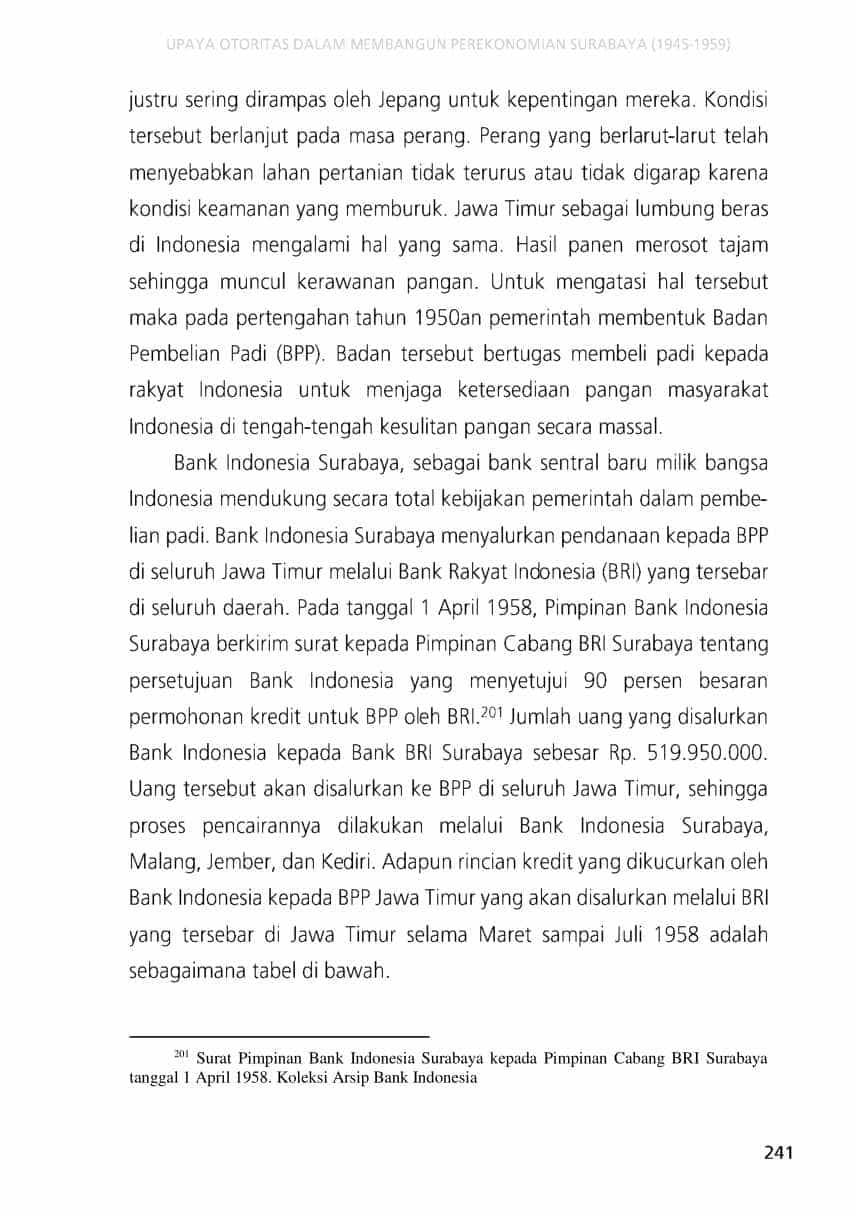 UPAYA OTORITAS DALAM MEMBANGUN PEREKONOMIAN SURABAYA (1945-1959)
justru sering dirampas oleh Jepang untuk kepentingan mereka. Kondisi
tersebut berlanjut pada masa perang. Perang yang berlarut-larut telah
menyebabkan lahan pertanian tidak terurus atau tidak digarap karena
kondisi keamanan yang memburuk. Jawa Timur sebagai lumbung beras
di Indonesia mengalami hal yang sama. Hasil panen merosot tajam
sehingga muncul kerawanan pangan. Untuk mengatasi hal tersebut
maka pada pertengahan tahun 1950an pemerintah membentuk Badan
Pembelian Padi (BPP). Badan tersebut bertugas membeli padi kepada
rakyat Indonesia untuk menjaga ketersediaan pangan masyarakat
Indonesia di tengah-tengah kesulitan pangan secara massal.
Bank Indonesia Surabaya, sebagai bank sentral baru milik bangsa
Indonesia mendukung secara total kebijakan pemerintah dalam pembe-
lian padi. Bank Indonesia Surabaya menyalurkan pendanaan kepada BPP
di seluruh Jawa Timur melalui Bank Rakyat Indonesia (BRI) yang tersebar
di seluruh daerah. Pada tanggal 1 April 1958, Pimpinan Bank Indonesia
Surabaya berkirim surat kepada Pimpinan Cabang BRI Surabaya tentang
persetujuan Bank Indonesia yang menyetujui 90 persen besaran
permohonan kredit untuk BPP oleh BRI.201 Jumlah uang yang disalurkan
Bank Indonesia kepada Bank BRI Surabaya sebesar Rp. 519.950.000.
Uang tersebut akan disalurkan ke BPP di seluruh Jawa Timur, sehingga
proses pencairannya dilakukan melalui Bank Indonesia Surabaya,
Malang, Jember, dan Kediri. Adapun rincian kredit yang dikucurkan oleh
Bank Indonesia kepada BPP Jawa Timur yang akan disalurkan melalui BRI
yang tersebar di Jawa Timur selama Maret sampai Juli 1958 adalah
sebagaimana tabel di bawah.
201 Surat Pimpinan Bank Indonesia Surabaya kepada Pimpinan Cabang BRI Surabaya
tanggal 1 April 1958. Koleksi Arsip Bank Indonesia
241